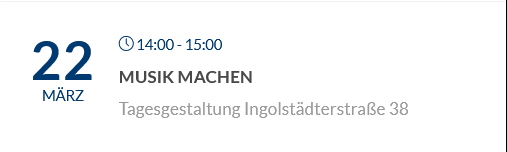 22
MÄRZ
14:00 - 15:00
MUSIK MACHEN
Tagesgestaltung Ingolstädterstraße 38